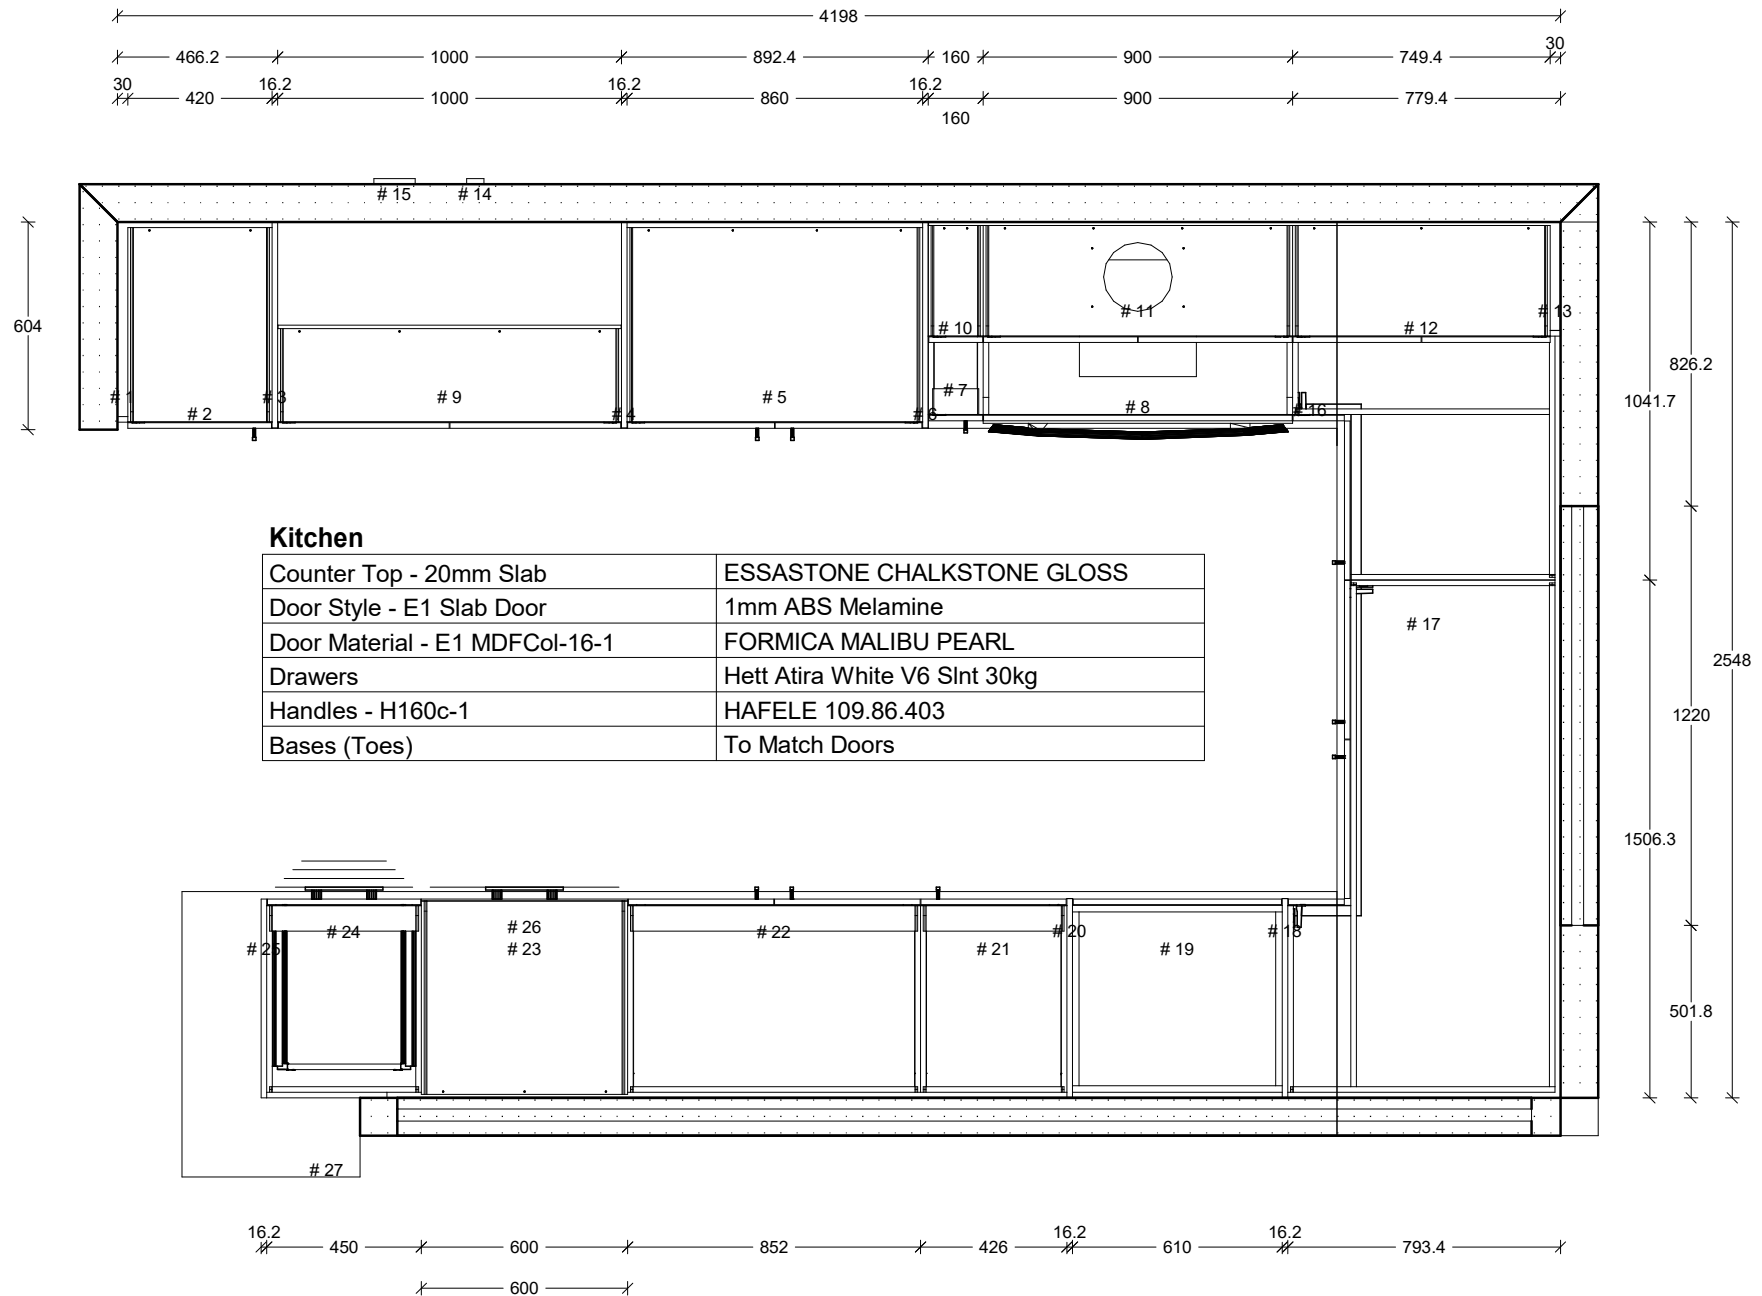 4198
466.2 1000 892.4 160 900 749.4 30
30 420 16.2 1000 16.2 860 16.2 160 900 779.4
# 15 # 14
604
# 1 # 2 # 3 # 9 # 4 # 5 # 6 # 7 # 8 # 16
# 10 # 11 # 12 # 13
826.2
1041.7
Kitchen
Counter Top - 20mm Slab ESSASTONE CHALKSTONE GLOSS
Door Style - E1 Slab Door 1mm ABS Melamine
Door Material - E1 MDFCol-16-1 FORMICA MALIBU PEARL
Drawers Hett Atira White V6 Slnt 30kg
Handles - H160c-1 HAFELE 109.86.403
Bases (Toes) To Match Doors
# 17
2548
1220
1506.3
501.8
# 25 # 24 # 26 # 22 # 20 # 18
# 23 # 21 # 19
# 27
16.2 450 600 852 426 16.2 610 16.2 793.4
600